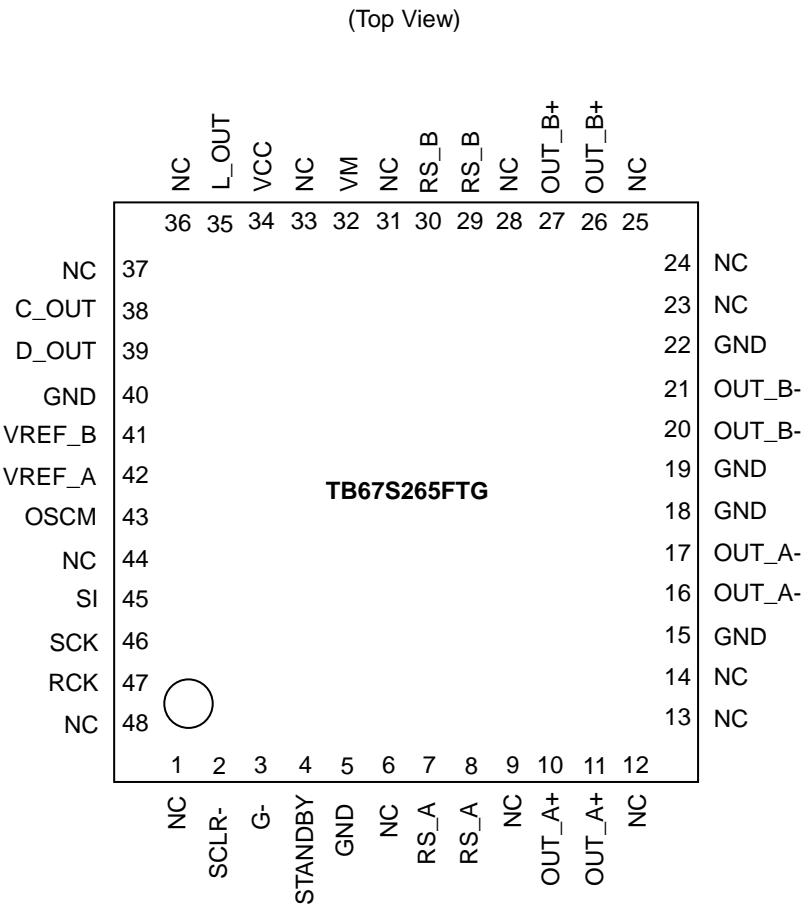 (Top View)
NC L_OUT VCC NC VM NC RS_B RS_B NC OUT_B+ OUT_B+ NC
36 35 34 33 32 31 30 29 28 27 26 25
NC 37 24 NC
C_OUT 38 23 NC
D_OUT 39 22 GND
GND 40 21 OUT_B-
VREF_B 41 20 OUT_B-
VREF_A 42 19 GND
TB67S265FTG
OSCM 43 18 GND
NC 44 17 OUT_A-
SI 45 16 OUT_A-
SCK 46 15 GND
RCK 47 14 NC
NC 48 13 NC
1 2 3 4 5 6 7 8 9 10 11 12
NC SCLR- G- STANDBY GND NC RS_A RS_A NC OUT_A+ OUT_A+ NC